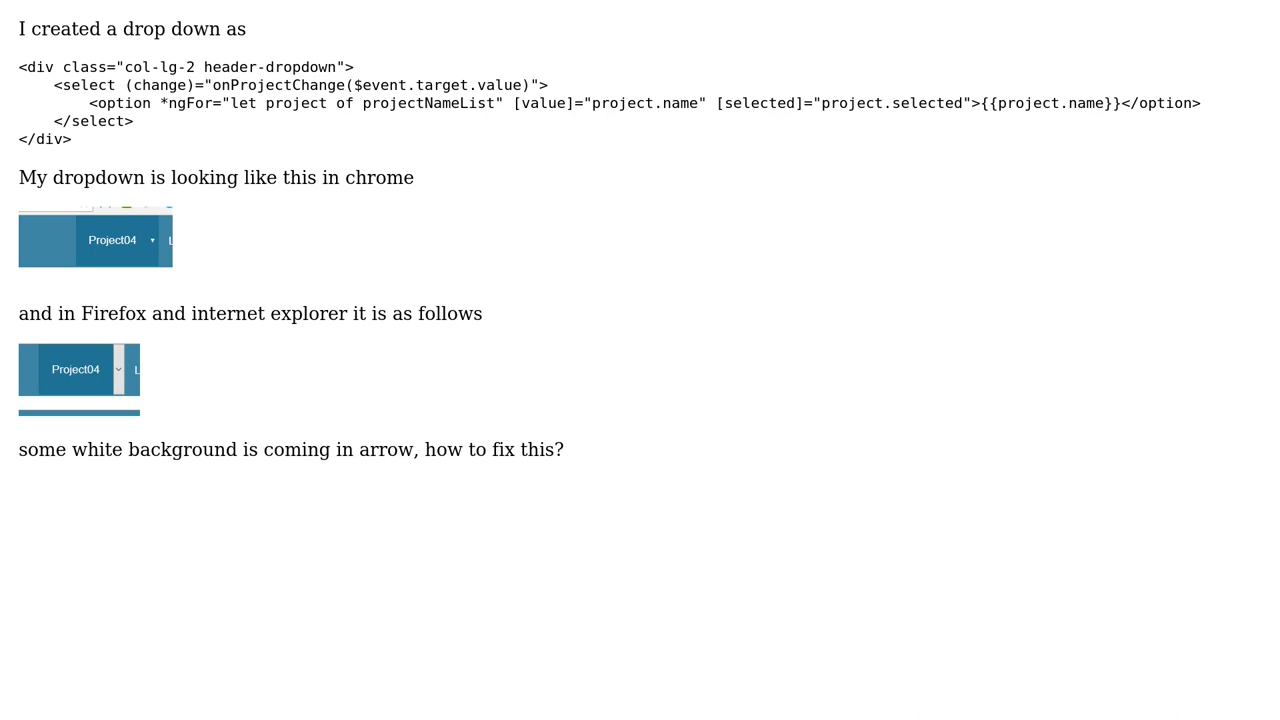 I created a drop down as
<div class="col-lg-2 header-dropdown">
    <select (change)="onProjectChange($event.target.value)">
        <option *ngFor="let project of projectNameList" [value]="project.name" [selected]="project.selected">{{project.name}}</option>
    </select>
</div>
My dropdown is looking like this in chrome
Project04 L
and in Firefox and internet explorer it is as follows
Project04 L
some white background is coming in arrow, how to fix this?